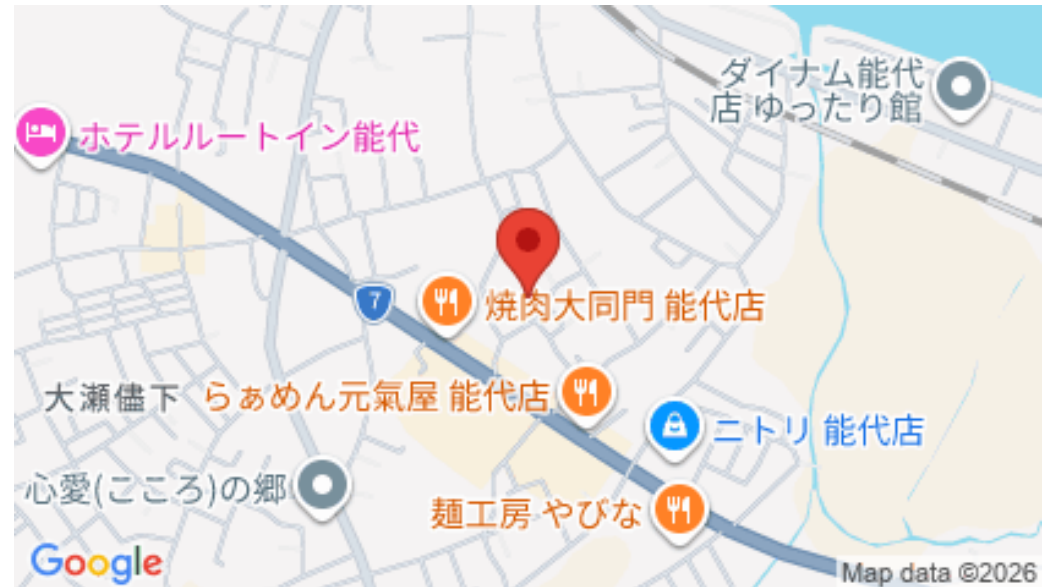 ダイナム能代
店 ゆったり館
ホテルルートイン能代
7
焼肉大同門 能代店
大瀬儘下
らぁめん元氣屋 能代店
ニトリ 能代店
心愛(こころ)の郷
麺工房 やびな
Google
Map data ©2026